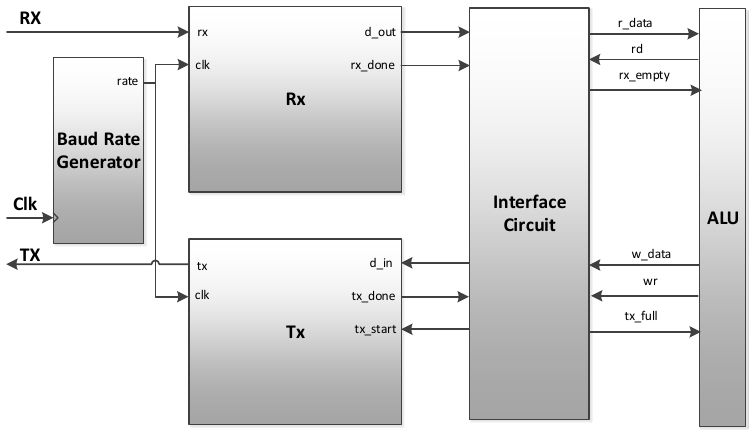 RX
rx
d_out
r_data
rd
clk
rx_done
rx_empty
rate
Rx
Baud Rate
Generator
Interface
Circuit
ALU
Clk
TX
tx
d_in
w_data
clk
tx_done
wr
Tx
tx_start
tx_full